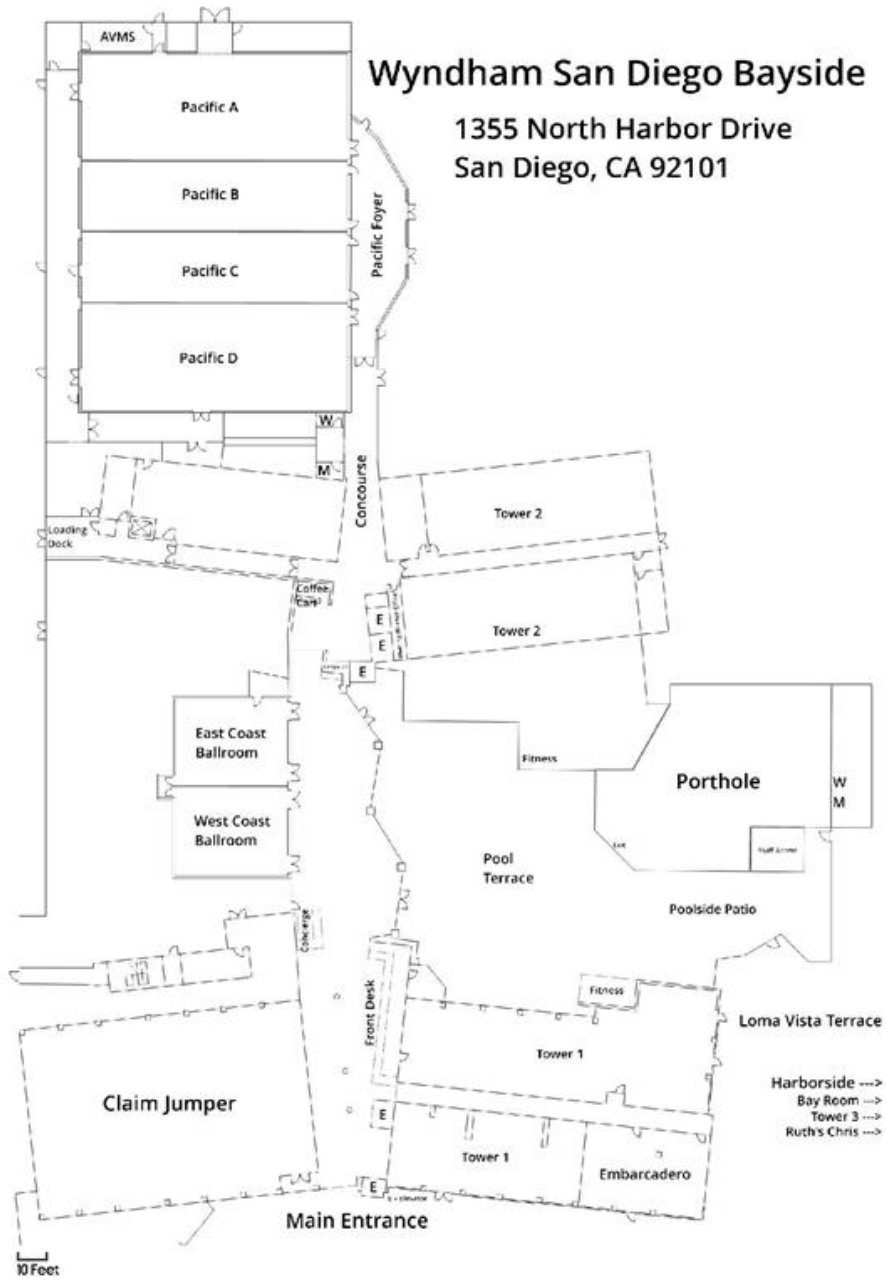 AVMS
Wyndham San Diego Bayside
1355 North Harbor Drive
San Diego, CA 92101
Pacific A
Pacific B
Pacific C
Pacific D
Pacific Foyer
W
M
Concourse
Tower 2
Loading
Dock
Coffee
Cart
E
E
E
Tower 2
East Coast
Ballroom
West Coast
Ballroom
Fitness
Porthole
W
M
Pool
Terrace
Poolside Patio
Concierge
Front Desk
Fitness
Tower 1
Loma Vista Terrace
Claim Jumper
Harborside --->
Bay Room --->
Tower 3 --->
Ruth's Chris --->
E
Tower 1
Embarcadero
E
E = Elevator
Main Entrance
10 Feet